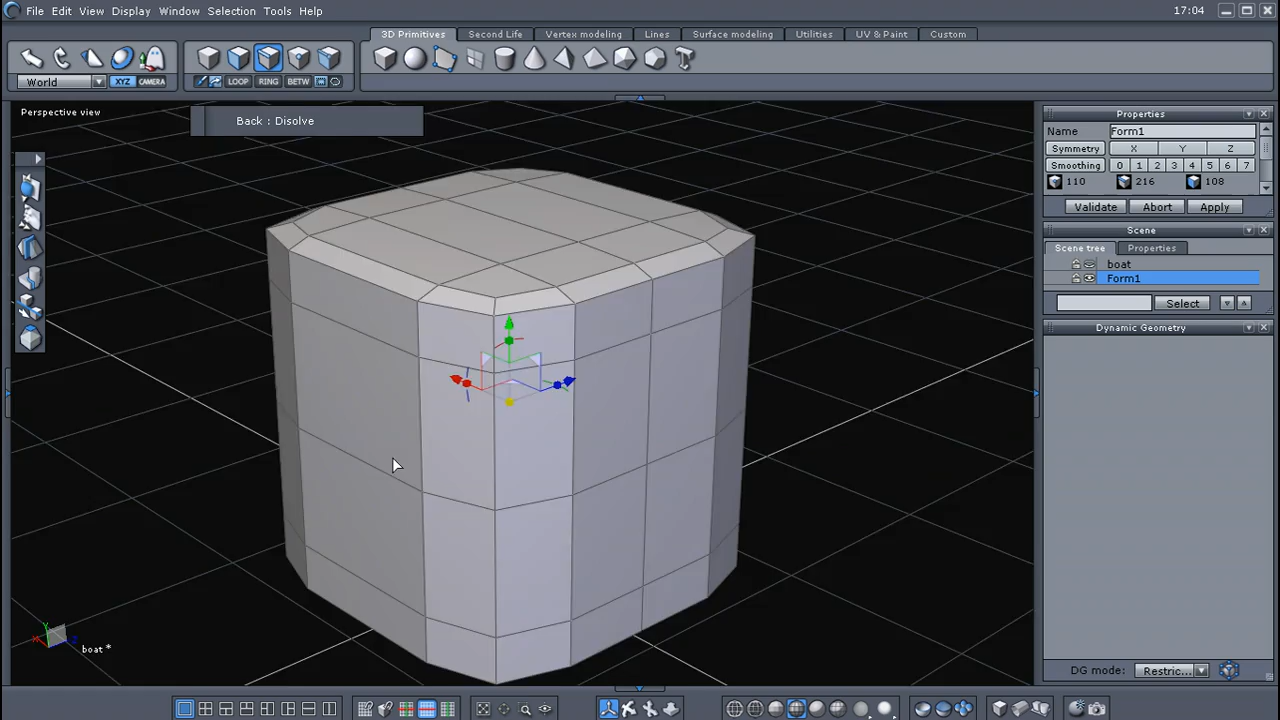 File Edit View Display Window Selection Tools Help 17:04
3D Primitives Second Life Vertex modeling Lines Surface modeling Utilities UV & Paint Custom
World XYZ CAMERA LOOP RING BETW
Perspective view
Back : Disolve
Properties
Name Form1
Symmetry X Y Z
Smoothing 0 1 2 3 4 5 6 7
110 216 108
Validate Abort Apply
Scene
Scene tree Properties
boat
Form1
Select
Dynamic Geometry
Y
X Z
boat *
DG mode: Restric...